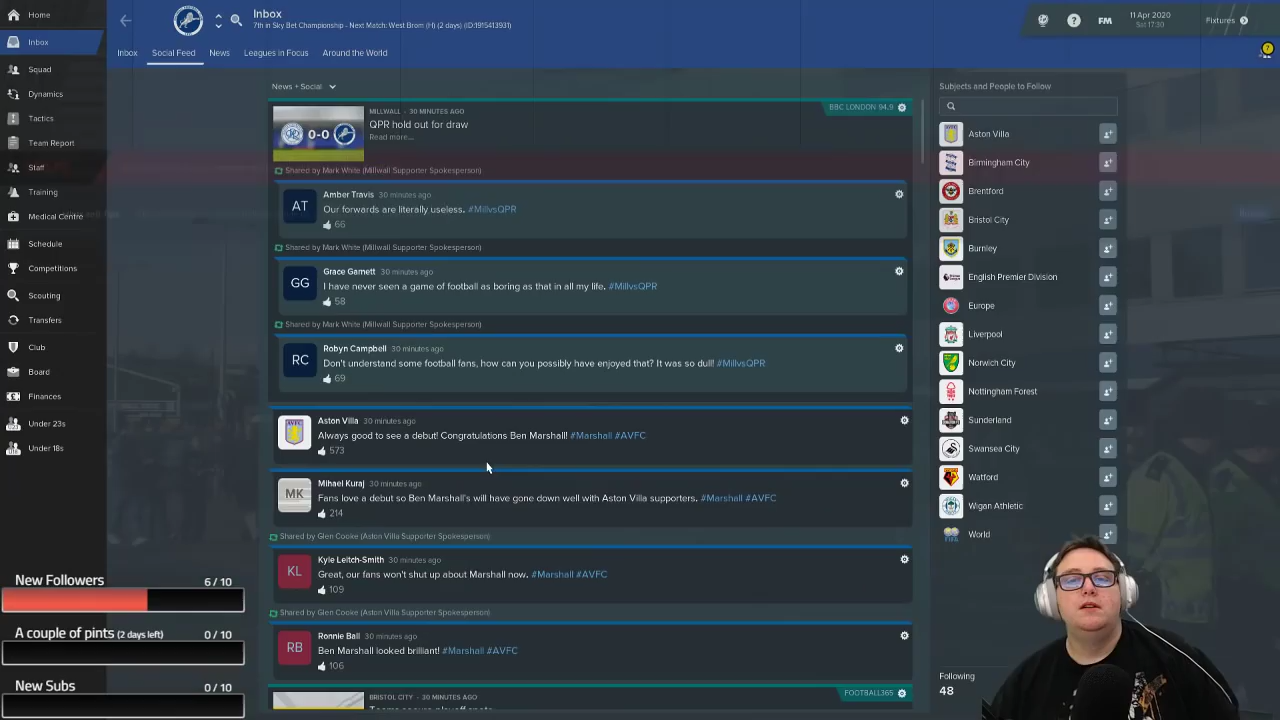 Home
Inbox
Squad
Dynamics
Tactics
Team Report
Staff
Training
Medical Centre
Schedule
Competitions
Scouting
Transfers
Club
Board
Finances
Under 23s
Under 18s
Inbox
7th in Sky Bet Championship - Next Match: West Brom (H) (2 days) (ID:1915413931)
FM
11 Apr 2020
Sat 17:30
Fixtures
Inbox
Social Feed
News
Leagues in Focus
Around the World
7
News + Social
MILLWALL - 30 MINUTES AGO
BBC LONDON 94.9
0-0
QPR hold out for draw
Read more...
Shared by Mark White (Millwall Supporter Spokesperson)
AT
Amber Travis 30 minutes ago
Our forwards are literally useless. #MillvsQPR
66
Shared by Mark White (Millwall Supporter Spokesperson)
GG
Grace Garnett 30 minutes ago
I have never seen a game of football as boring as that in all my life. #MillvsQPR
58
Shared by Mark White (Millwall Supporter Spokesperson)
RC
Robyn Campbell 30 minutes ago
Don't understand some football fans, how can you possibly have enjoyed that? It was so dull! #MillvsQPR
69
Aston Villa 30 minutes ago
Always good to see a debut! Congratulations Ben Marshall! #Marshall #AVFC
573
MK
Mihael Kuraj 30 minutes ago
Fans love a debut so Ben Marshall's will have gone down well with Aston Villa supporters. #Marshall #AVFC
214
Shared by Glen Cooke (Aston Villa Supporter Spokesperson)
KL
Kyle Leitch-Smith 30 minutes ago
Great, our fans won't shut up about Marshall now. #Marshall #AVFC
109
Shared by Glen Cooke (Aston Villa Supporter Spokesperson)
RB
Ronnie Ball 30 minutes ago
Ben Marshall looked brilliant! #Marshall #AVFC
106
BRISTOL CITY - 30 MINUTES AGO
FOOTBALL365
Teams secure playoff spots
Subjects and People to Follow
Aston Villa
Birmingham City
Brentford
Bristol City
Burnley
English Premier Division
Europe
Liverpool
Norwich City
Nottingham Forest
Sunderland
Swansea City
Watford
Wigan Athletic
World
Following
48
New Followers 6 / 10
A couple of pints (2 days left) 0 / 10
New Subs 0 / 10